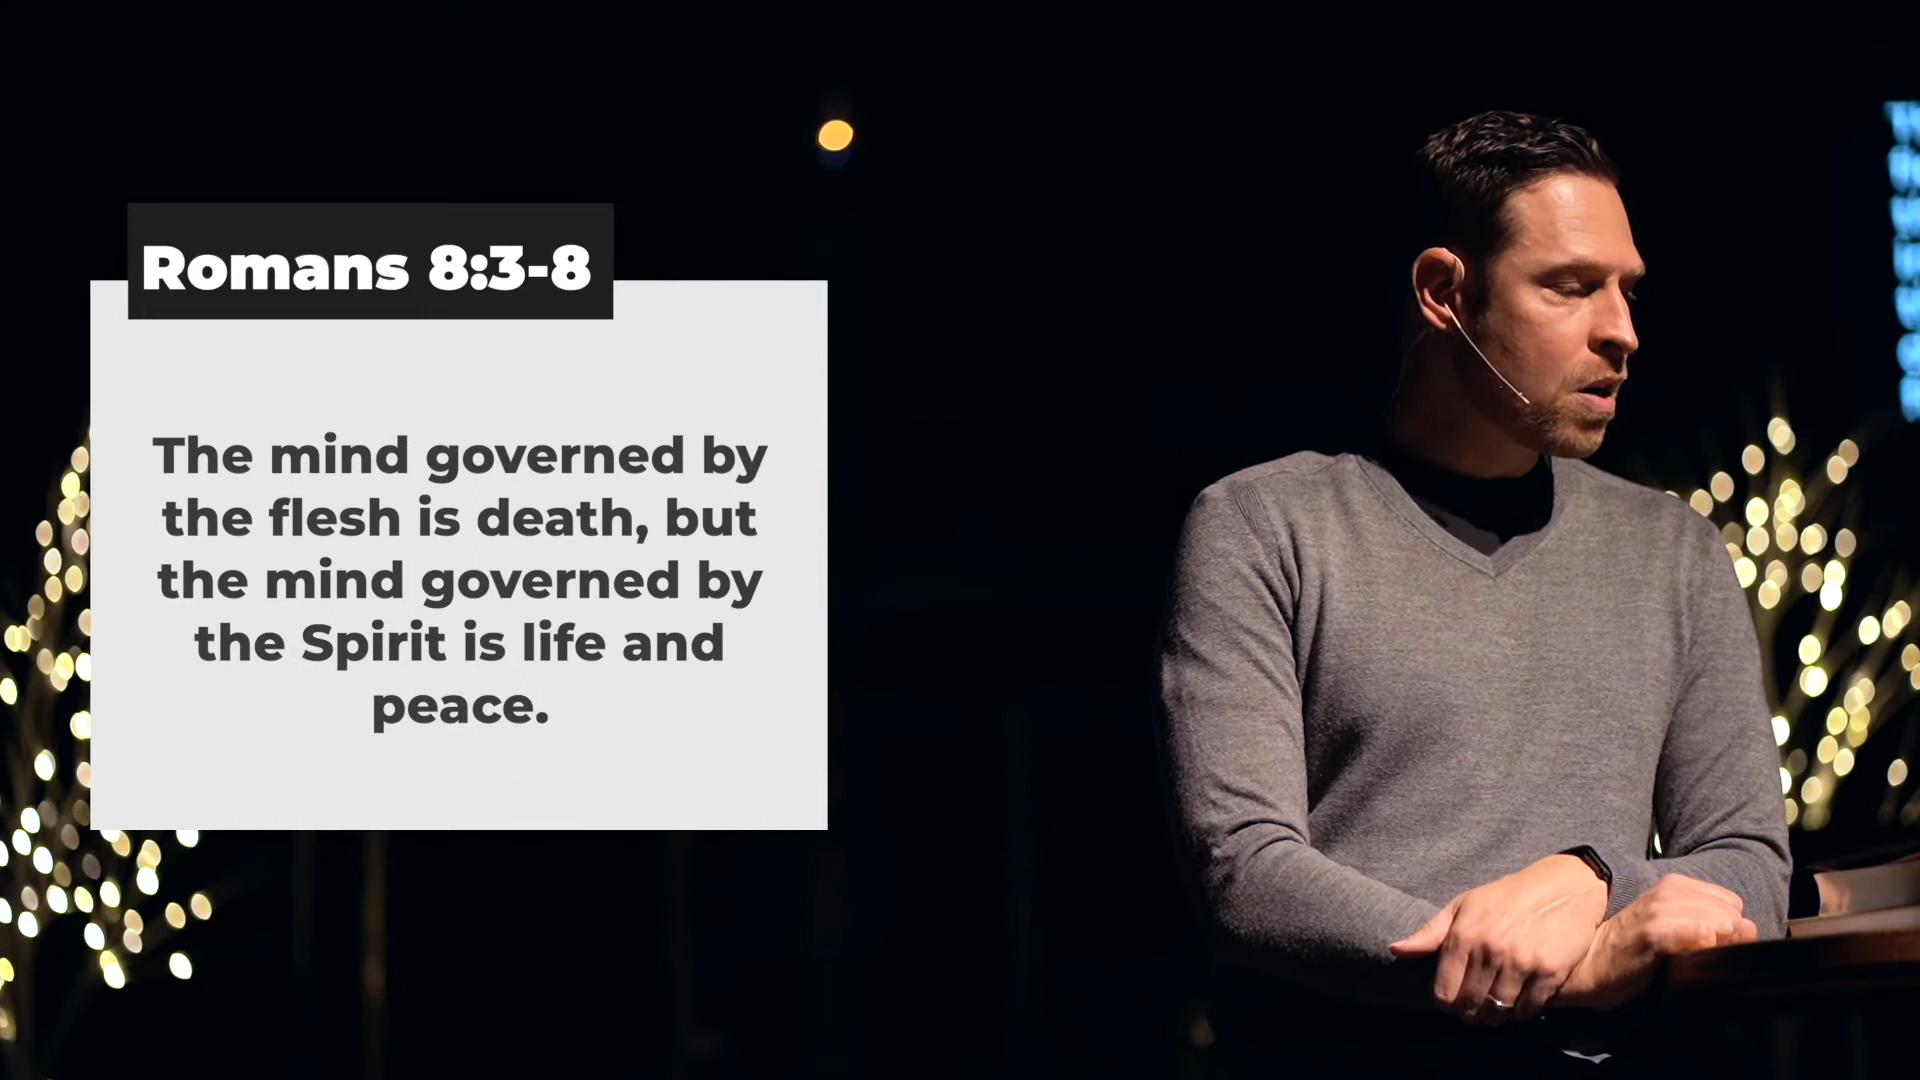 Romans 8:3-8
The mind governed by
the flesh is death, but
the mind governed by
the Spirit is life and
peace.